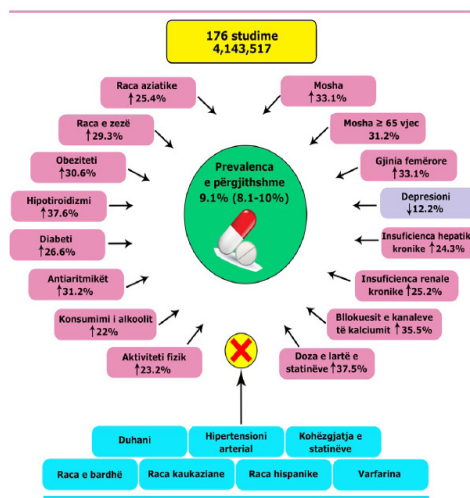 176 studime
4,143,517
Raca aziatike
↑25.4%
Mosha
↑33.1%
Raca e zezë
↑29.3%
Mosha ≥ 65 vjec
31.2%
Obeziteti
↑30.6%
Prevalenca
e përgjithshme
9.1% (8.1-10%)
Gjinia femërore
↑33.1%
Hipotiroidizmi
↑37.6%
Depresioni
↓12.2%
Diabeti
↑26.6%
Insuficienca hepatik
kronike ↑24.3%
Antiaritmikët
↑31.2%
Insuficienca renale
kronike ↑25.2%
Konsumimi i alkoolit
↑22%
Bllokuesit e kanaleve
të kalciumit ↑35.5%
Aktiviteti fizik
↑23.2%
Doza e lartë e
statinëve ↑37.5%
Duhani
Hipertensioni
arterial
Kohëzgjatja e
statinëve
Raca e bardhë
Raca kaukaziane
Raca hispanike
Varfarina